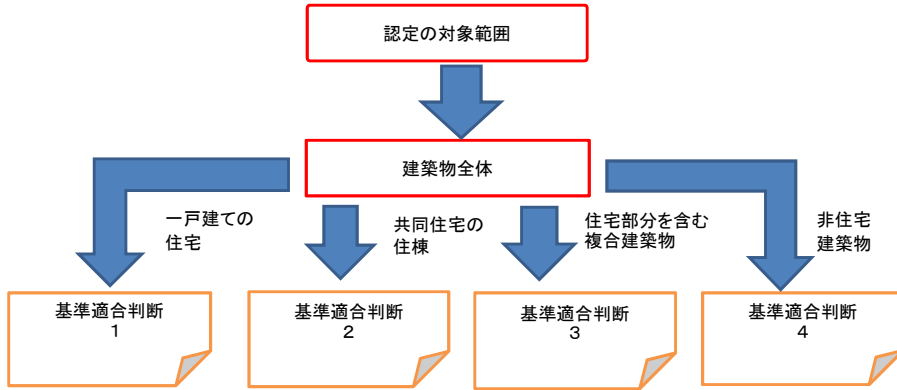 認定の対象範囲
建築物全体
一戸建ての
住宅
共同住宅の
住棟
住宅部分を含む
複合建築物
非住宅
建築物
基準適合判断
1
基準適合判断
2
基準適合判断
3
基準適合判断
4